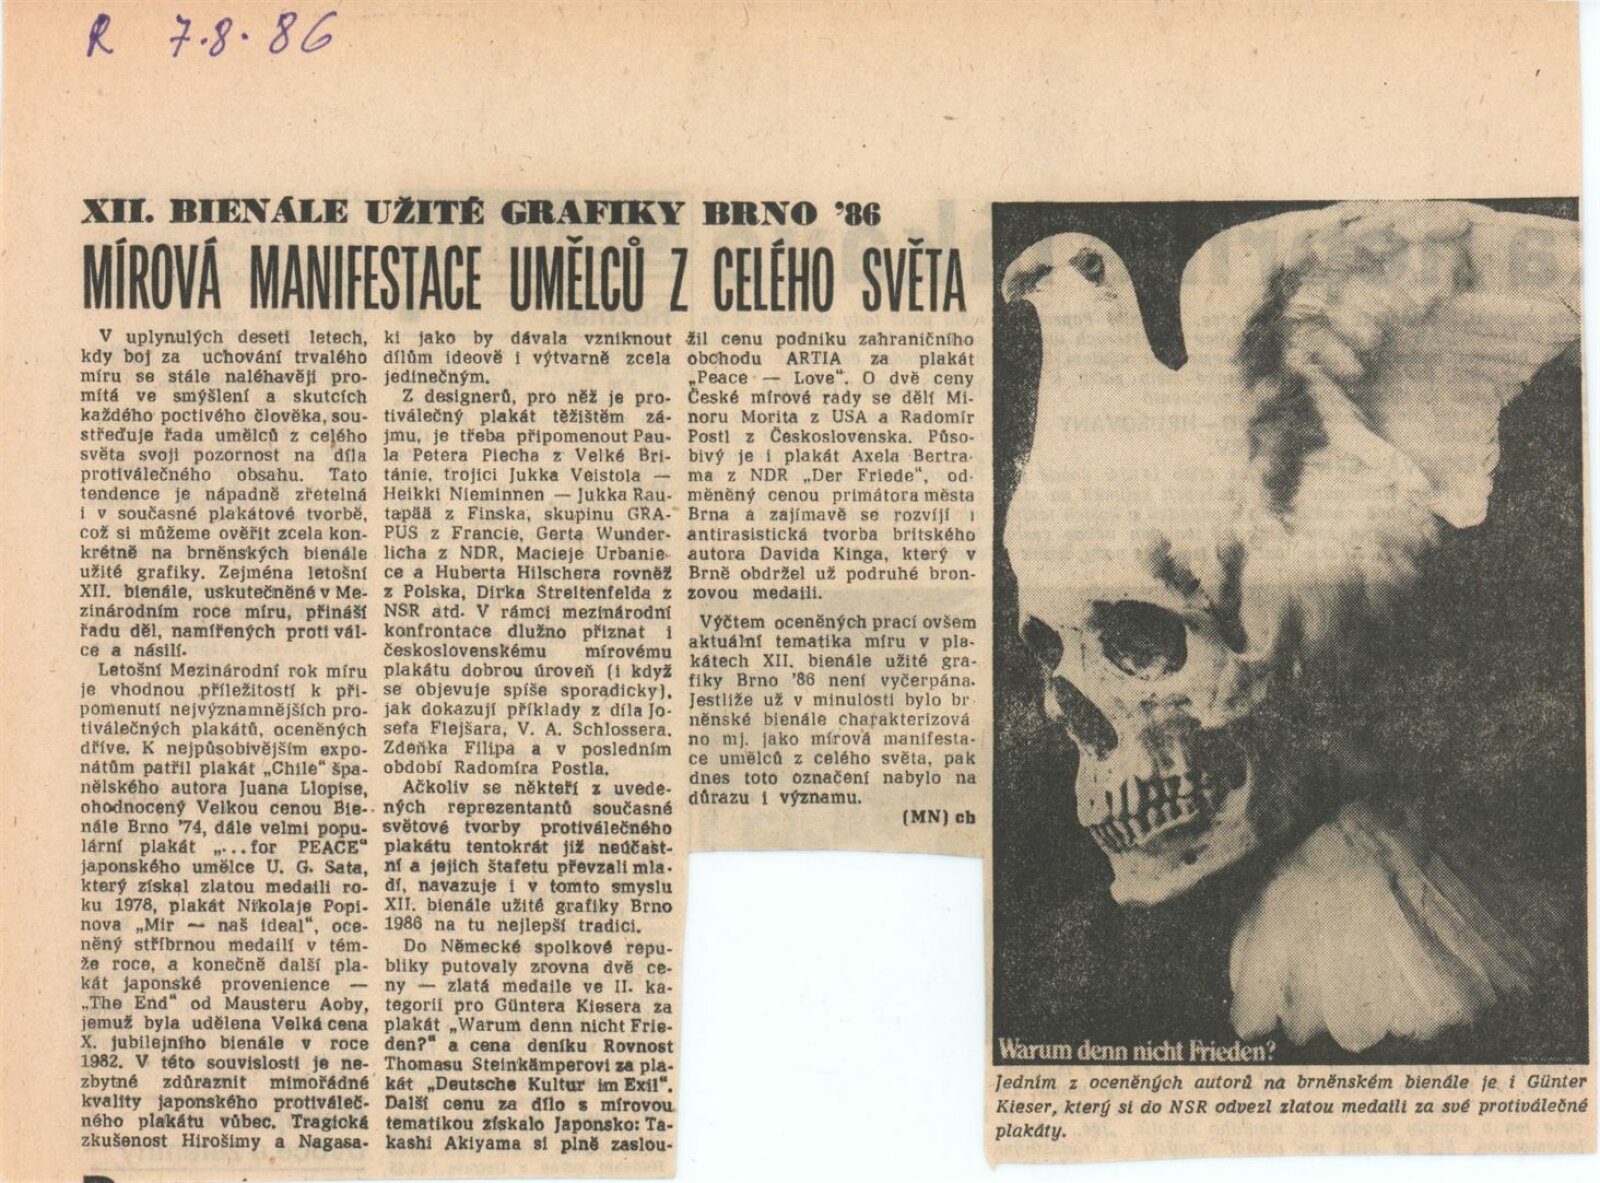 R 7.8.86
XII. BIENÁLE UŽITÉ GRAFIKY BRNO '86
MÍROVÁ MANIFESTACE UMĚLCŮ Z CELÉHO SVĚTA
V uplynulých deseti letech,
kdy boj za uchování trvalého
míru se stále naléhavěji pro-
mítá ve smýšlení a skutcích
každého poctivého člověka, sou-
střeďuje řada umělců z celého
světa svoji pozornost na díla
protiválečného obsahu. Tato
tendence je nápadně zřetelná
i v současné plakátové tvorbě,
což si můžeme ověřit zcela kon-
krétně na brněnských bienále
užité grafiky. Zejména letošní
XII. bienále, uskutečněné v Me-
zinárodním roce míru, přináší
řadu děl, namířených proti vál-
ce a násilí.
Letošní Mezinárodní rok míru
je vhodnou příležitostí k při-
pomenutí nejvýznamnějších pro-
tiválečných plakátů, oceněných
dříve. K nejpůsobivějším expo-
nátům patřil plakát „Chile" špa-
nělského autora Juana Llopise,
ohodnocený Velkou cenou Bie-
nále Brno '74, dále velmi popu-
lární plakát „...for PEACE"
japonského umělce U. G. Sata,
který získal zlatou medaili ro-
ku 1978, plakát Nikolaje Popi-
nova „Mir — naš ideal", oce-
něný stříbrnou medailí v tém-
že roce, a konečně další pla-
kát japonské provenience —
„The End" od Mausteru Aoby,
jemuž byla udělena Velká cena
X. jubilejního bienále v roce
1982. V této souvislosti je ne-
zbytné zdůraznit mimořádné
kvality japonského protiváleč-
ného plakátu vůbec. Tragická
zkušenost Hirošimy a Nagasa-
ki jako by dávala vzniknout
dílům ideově i výtvarně zcela
jedinečným.
Z designerů, pro něž je pro-
tiválečný plakát těžištěm zá-
jmu, je třeba připomenout Pau-
la Petera Piecha z Velké Bri-
tánie, trojici Jukka Veistola —
Heikki Nieminnen — Jukka Rau-
tapää z Finska, skupinu GRA-
PUS z Francie, Gerta Wunder-
licha z NDR, Macieje Urbanie-
ce a Huberta Hilschera rovněž
z Polska, Dirka Streitenfelda z
NSR atd. V rámci mezinárodní
konfrontace dlužno přiznat i
československému mírovému
plakátu dobrou úroveň (i když
se objevuje spíše sporadicky),
jak dokazují příklady z díla Jo-
sefa Flejšara, V. A. Schlossera,
Zdeňka Filipa a v posledním
období Radomíra Postla.
Ačkoliv se někteří z uvede-
ných reprezentantů současné
světové tvorby protiválečného
plakátu tentokrát již neúčast-
ní a jejich štafetu převzali mla-
dí, navazuje i v tomto smyslu
XII. bienále užité grafiky Brno
1986 na tu nejlepší tradici.
Do Německé spolkové repu-
bliky putovaly zrovna dvě ce-
ny — zlatá medaile ve II. ka-
tegorii pro Güntera Kiesera za
plakát „Warum denn nicht Frie-
den?" a cena deníku Rovnost
Thomasu Steinkämperovi za pla-
kát „Deutsche Kultur im Exil".
Další cenu za dílo s mírovou
tematikou získalo Japonsko: Ta-
kashi Akiyama si plně zaslou-
žil cenu podniku zahraničního
obchodu ARTIA za plakát
„Peace — Love". O dvě ceny
České mírové rady se dělí Mi-
noru Morita z USA a Radomír
Postl z Československa. Půso-
bivý je i plakát Axela Bertra-
ma z NDR „Der Friede", od-
měněný cenou primátora města
Brna a zajímavě se rozvíjí i
antirasistická tvorba britského
autora Davida Kinga, který v
Brně obdržel už podruhé bron-
zovou medaili.
Výčtem oceněných prací ovšem
aktuální tematika míru v pla-
kátech XII. bienále užité gra-
fiky Brno '86 není vyčerpána.
Jestliže už v minulosti bylo br
něnské bienále charakterizová
no mj. jako mírová manifesta-
ce umělců z celého světa, pak
dnes toto označení nabylo na
důrazu i významu.
(MN) ch
Warum denn nicht Frieden?
Jedním z oceněných autorů na brněnském bienále je i Günter
Kieser, který si do NSR odvezl zlatou medaili za své protiválečné
plakáty.